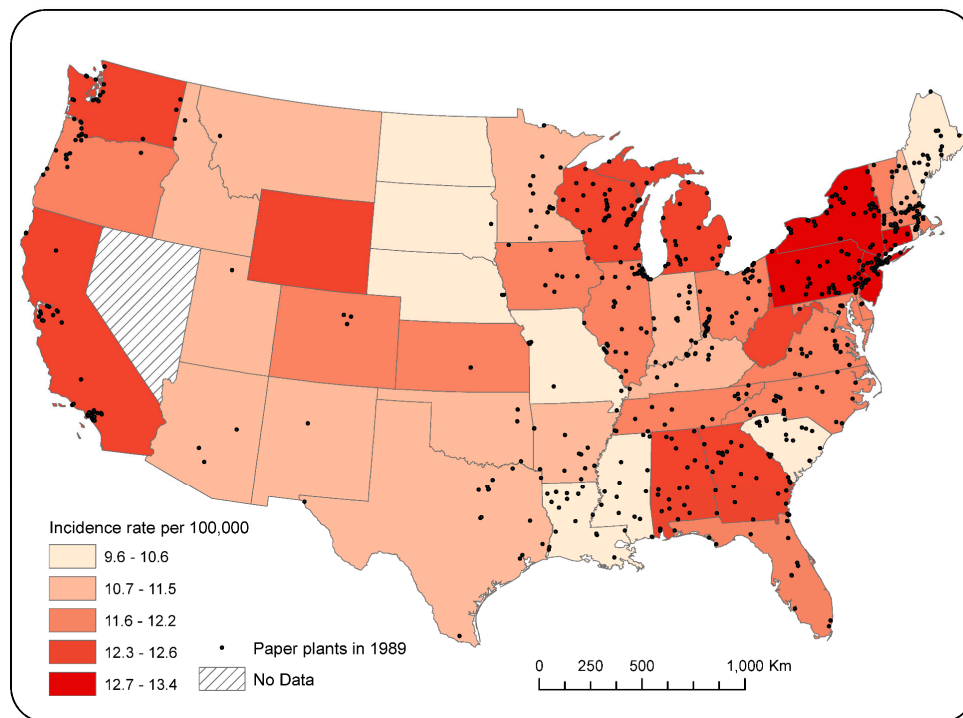 Incidence rate per 100,000
9.6 - 10.6
10.7 - 11.5
11.6 - 12.2
12.3 - 12.6
12.7 - 13.4
Paper plants in 1989
No Data
0 250 500 1,000 Km